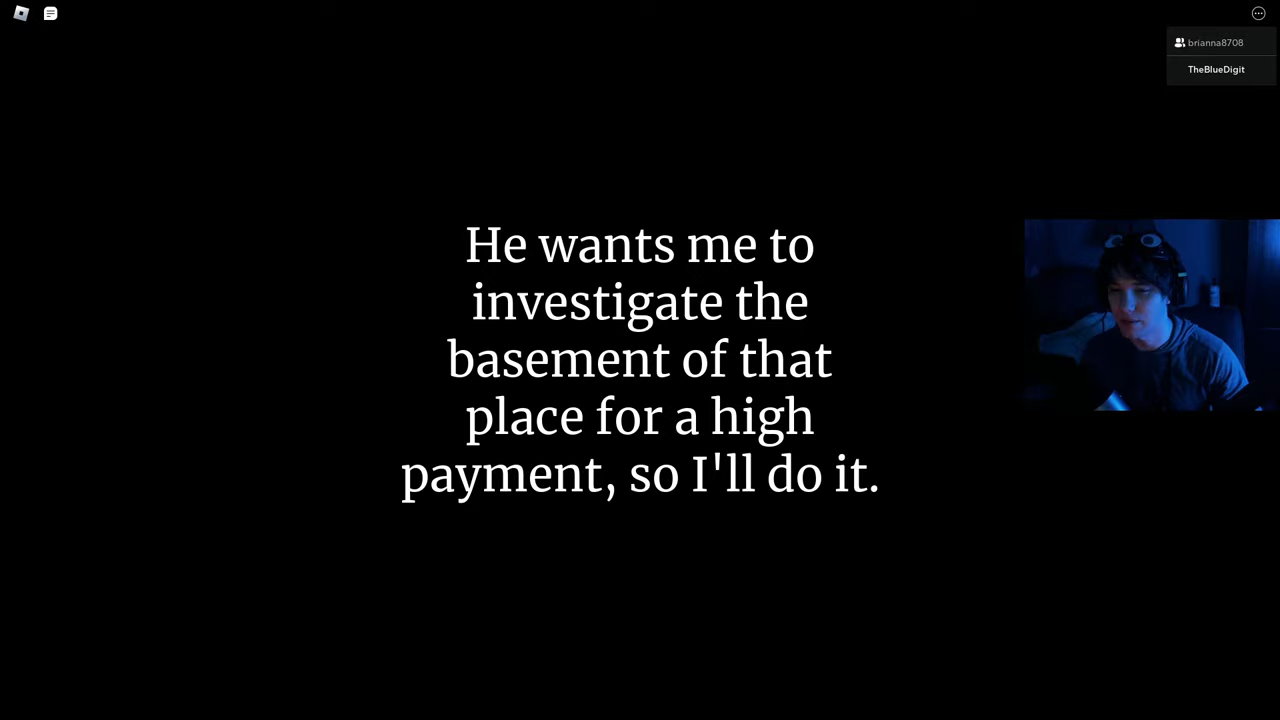 brianna8708
TheBlueDigit
He wants me to
investigate the
basement of that
place for a high
payment, so I'll do it.